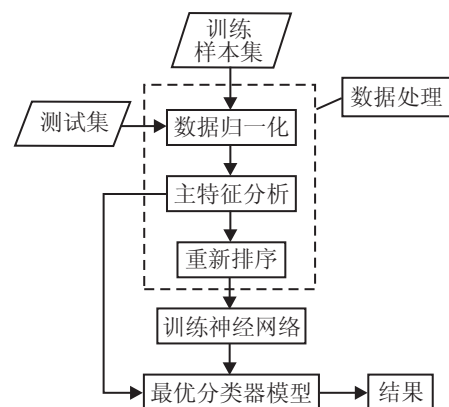 训练
样本集
数据处理
测试集
数据归一化
主特征分析
重新排序
训练神经网络
最优分类器模型
结果